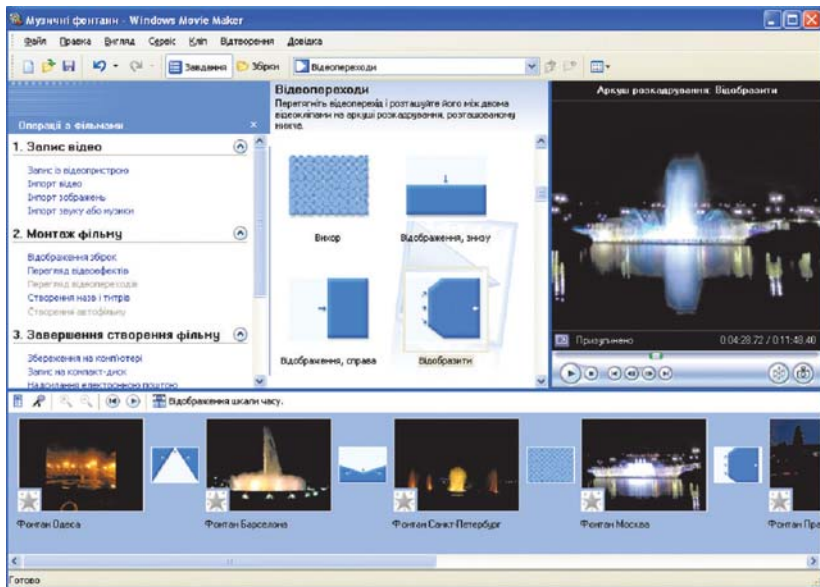 Музичні фонтани - Windows Movie Maker
Файл Правка Вигляд Сервіс Кліп Відтворення Довідка
Завдання Збірки Відеопереходи
Операції з фільмами
1. Запис відео
Запис із відеопристрою
Імпорт відео
Імпорт зображень
Імпорт звуку або музики
2. Монтаж фільму
Відображення збірок
Перегляд відеоефектів
Перегляд відеопереходів
Створення назв і титрів
Створення автофільму
3. Завершення створення фільму
Збереження на комп'ютері
Запис на компакт-диск
Надсилання електронною поштою
Відеопереходи
Перетягніть відеоперехід і розташуйте його між двома
відеокліпами на аркуші розкадрування, розташованому
нижче.
Вихор
Відображення, знизу
Відображення, справа
Відобразити
Аркуш розкадрування: Відобразити
Призупинено 0:04:28.72 / 0:11:48.40
Відображення шкали часу.
Фонтан Одеса
Фонтан Барселона
Фонтан Санкт-Петербург
Фонтан Москва
Фонтан Пра
Готово